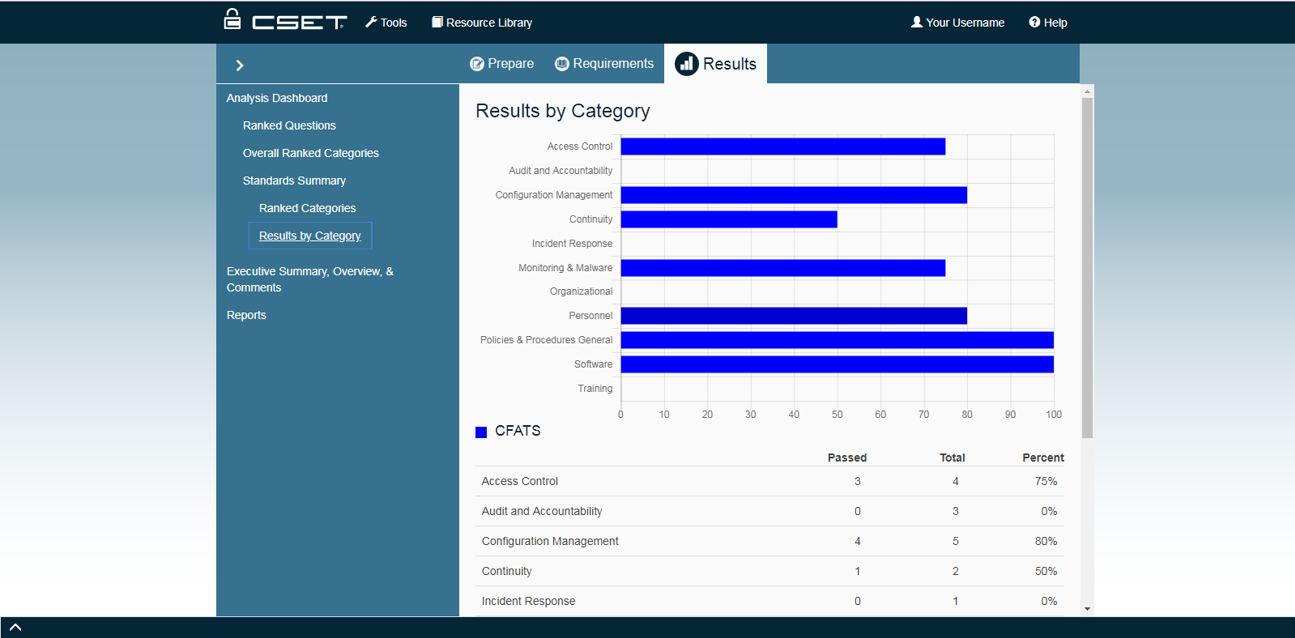 CSET Tools Resource Library Your Username Help
Prepare Requirements Results
Analysis Dashboard
Ranked Questions
Overall Ranked Categories
Standards Summary
Ranked Categories
Results by Category
Executive Summary, Overview, &
Comments
Reports
Results by Category
Access Control
Audit and Accountability
Configuration Management
Continuity
Incident Response
Monitoring & Malware
Organizational
Personnel
Policies & Procedures General
Software
Training
0 10 20 30 40 50 60 70 80 90 100
CFATS
Passed Total Percent
Access Control 3 4 75%
Audit and Accountability 0 3 0%
Configuration Management 4 5 80%
Continuity 1 2 50%
Incident Response 0 1 0%